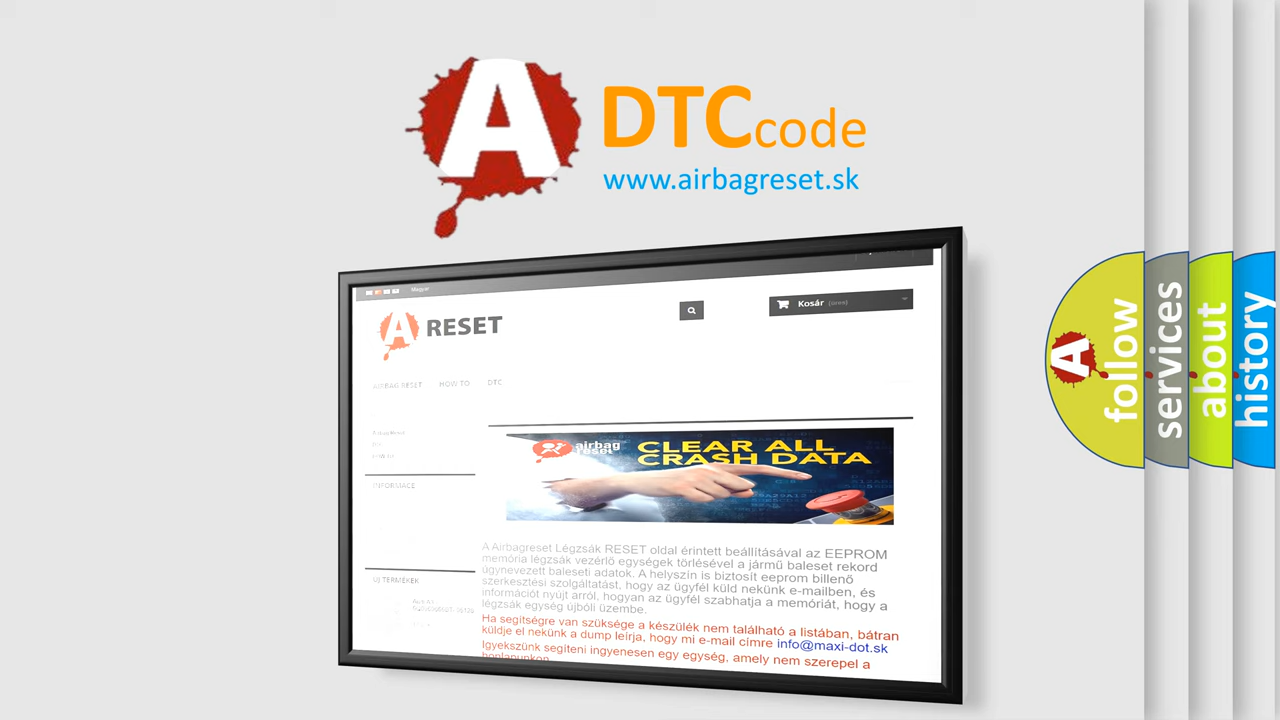 A
DTCcode
www.airbagreset.sk
Magyar
A RESET
Kosár (üres)
AIRBAG RESET HOW TO DTC
INFORMACE
airbag
reset
CLEAR ALL
CRASH DATA
A Airbagreset Légzsák RESET oldal érintett beállításával az EEPROM
memória légzsák vezérlő egységek törlésével a jármű baleset rekord
úgynevezett baleseti adatok. A helyszín is biztosít eeprom billenő
szerkesztési szolgáltatást, hogy az ügyfél küld nekünk e-mailben, és
információt nyújt arról, hogyan az ügyfél szabhatja a memóriát, hogy a
légzsák egység újbóli üzembe.
Ha segítségre van szüksége a készülék nem található a listában, bátran
küldje el nekünk a dump leírja, hogy mi e-mail címre info@maxi-dot.sk
Igyekszünk segíteni ingyenesen egy egység, amely nem szerepel a
honlapunkon
ÚJ TERMÉKEK
A
follow
services
about
history